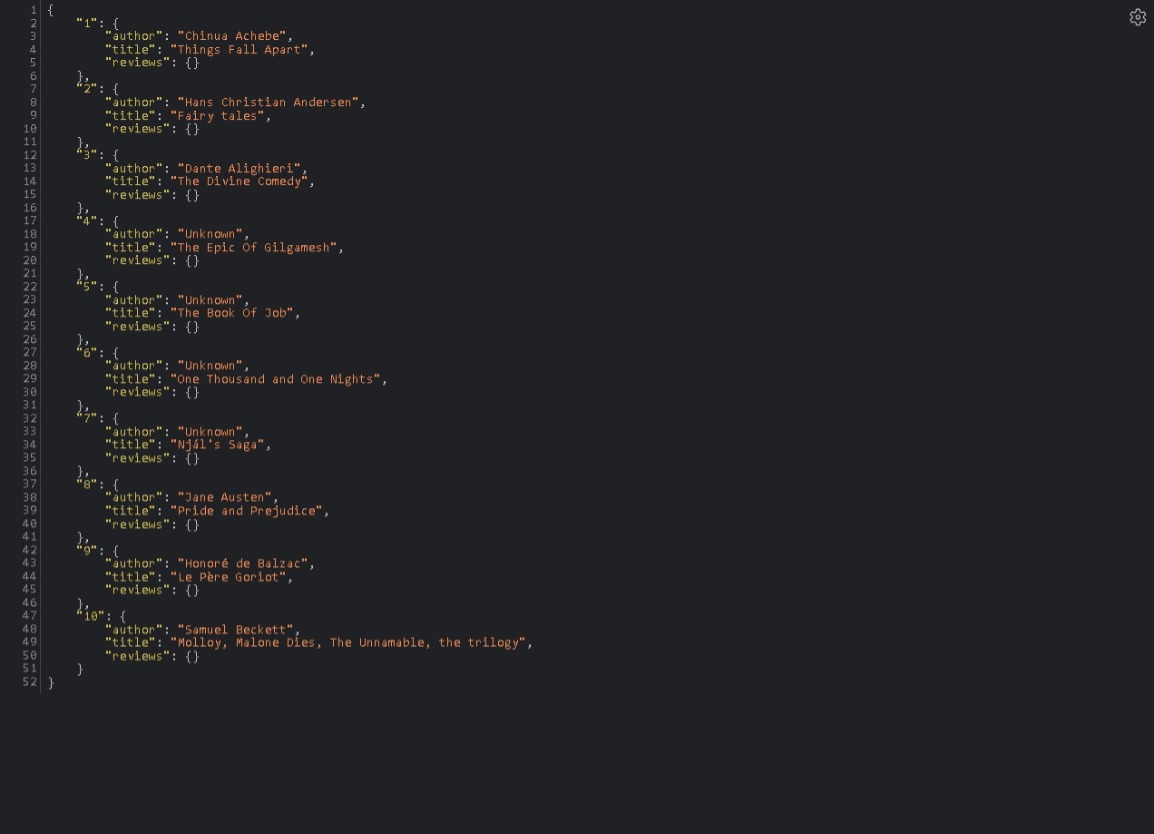 1 {
2     "1": {
3         "author": "Chinua Achebe",
4         "title": "Things Fall Apart",
5         "reviews": {}
6     },
7     "2": {
8         "author": "Hans Christian Andersen",
9         "title": "Fairy tales",
10         "reviews": {}
11     },
12     "3": {
13         "author": "Dante Alighieri",
14         "title": "The Divine Comedy",
15         "reviews": {}
16     },
17     "4": {
18         "author": "Unknown",
19         "title": "The Epic Of Gilgamesh",
20         "reviews": {}
21     },
22     "5": {
23         "author": "Unknown",
24         "title": "The Book Of Job",
25         "reviews": {}
26     },
27     "6": {
28         "author": "Unknown",
29         "title": "One Thousand and One Nights",
30         "reviews": {}
31     },
32     "7": {
33         "author": "Unknown",
34         "title": "Njál's Saga",
35         "reviews": {}
36     },
37     "8": {
38         "author": "Jane Austen",
39         "title": "Pride and Prejudice",
40         "reviews": {}
41     },
42     "9": {
43         "author": "Honoré de Balzac",
44         "title": "Le Père Goriot",
45         "reviews": {}
46     },
47     "10": {
48         "author": "Samuel Beckett",
49         "title": "Molloy, Malone Dies, The Unnamable, the trilogy",
50         "reviews": {}
51     }
52 }